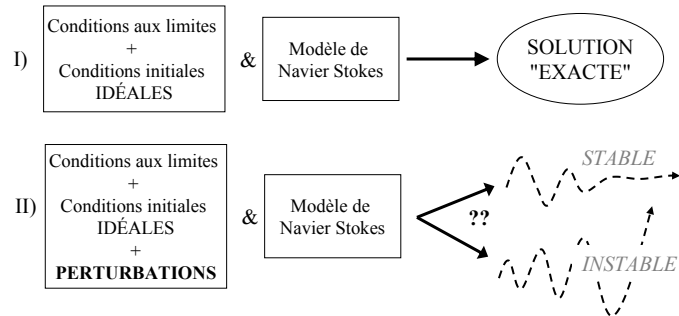 I)
Conditions aux limites
+
Conditions initiales
IDÉALES
&
Modèle de
Navier Stokes
SOLUTION
"EXACTE"
II)
Conditions aux limites
+
Conditions initiales
IDÉALES
+
PERTURBATIONS
&
Modèle de
Navier Stokes
??
STABLE
INSTABLE